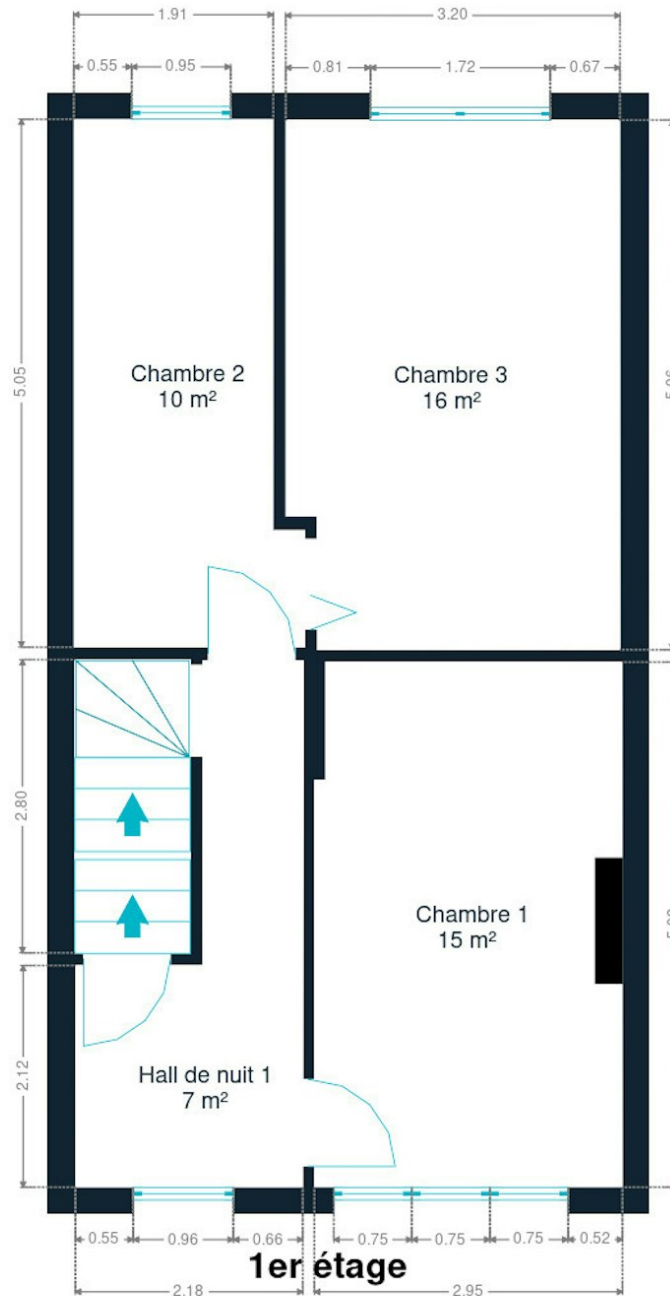 1.91
3.20
0.55
0.95
0.81
1.72
0.67
5.05
Chambre 2
10 m²
Chambre 3
16 m²
2.80
Chambre 1
15 m²
2.12
Hall de nuit 1
7 m²
0.55
0.96
0.66
0.75
0.75
0.75
0.52
1er étage
2.18
2.95